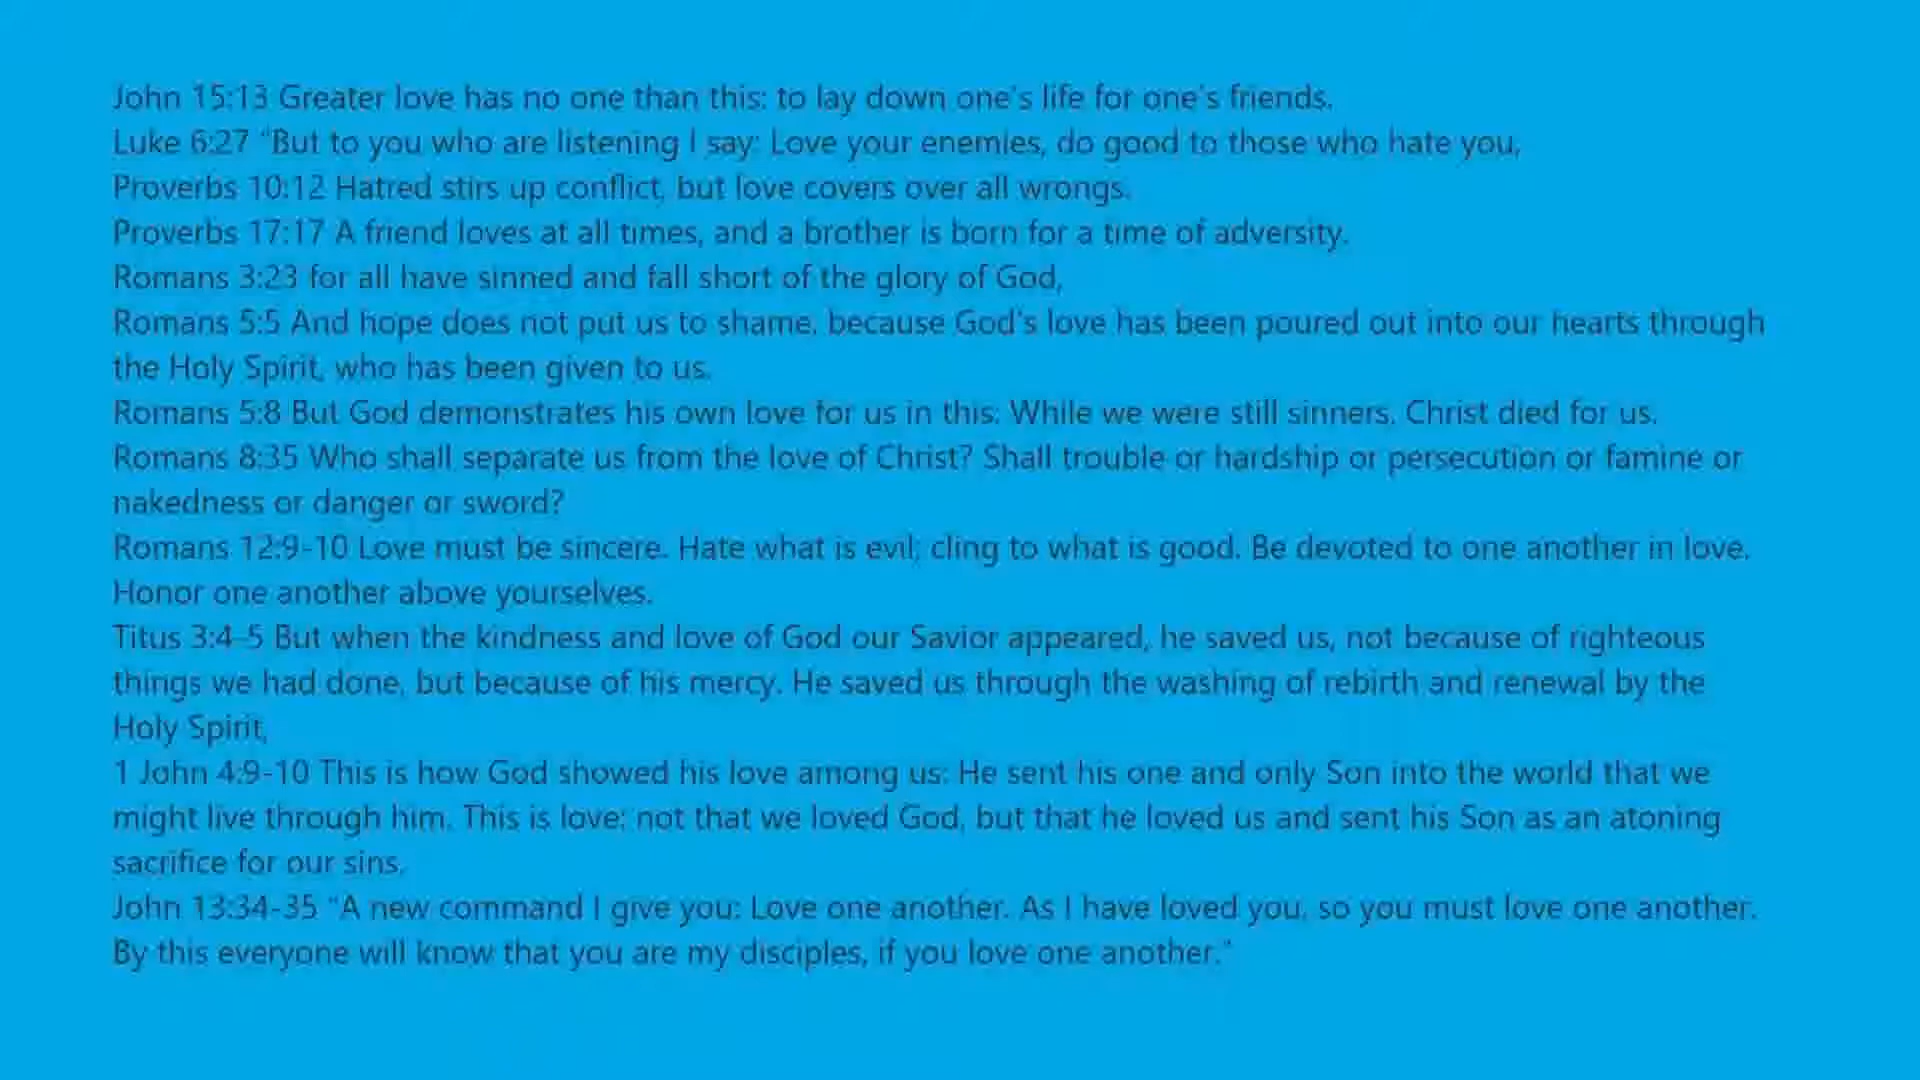 John 15:13 Greater love has no one than this: to lay down one's life for one's friends.
Luke 6:27 "But to you who are listening I say: Love your enemies, do good to those who hate you,
Proverbs 10:12 Hatred stirs up conflict, but love covers over all wrongs.
Proverbs 17:17 A friend loves at all times, and a brother is born for a time of adversity.
Romans 3:23 for all have sinned and fall short of the glory of God,
Romans 5:5 And hope does not put us to shame, because God's love has been poured out into our hearts through
the Holy Spirit, who has been given to us.
Romans 5:8 But God demonstrates his own love for us in this: While we were still sinners, Christ died for us.
Romans 8:35 Who shall separate us from the love of Christ? Shall trouble or hardship or persecution or famine or
nakedness or danger or sword?
Romans 12:9-10 Love must be sincere. Hate what is evil; cling to what is good. Be devoted to one another in love.
Honor one another above yourselves.
Titus 3:4-5 But when the kindness and love of God our Savior appeared, he saved us, not because of righteous
things we had done, but because of his mercy. He saved us through the washing of rebirth and renewal by the
Holy Spirit,
1 John 4:9-10 This is how God showed his love among us: He sent his one and only Son into the world that we
might live through him. This is love: not that we loved God, but that he loved us and sent his Son as an atoning
sacrifice for our sins.
John 13:34-35 "A new command I give you: Love one another. As I have loved you, so you must love one another.
By this everyone will know that you are my disciples, if you love one another."